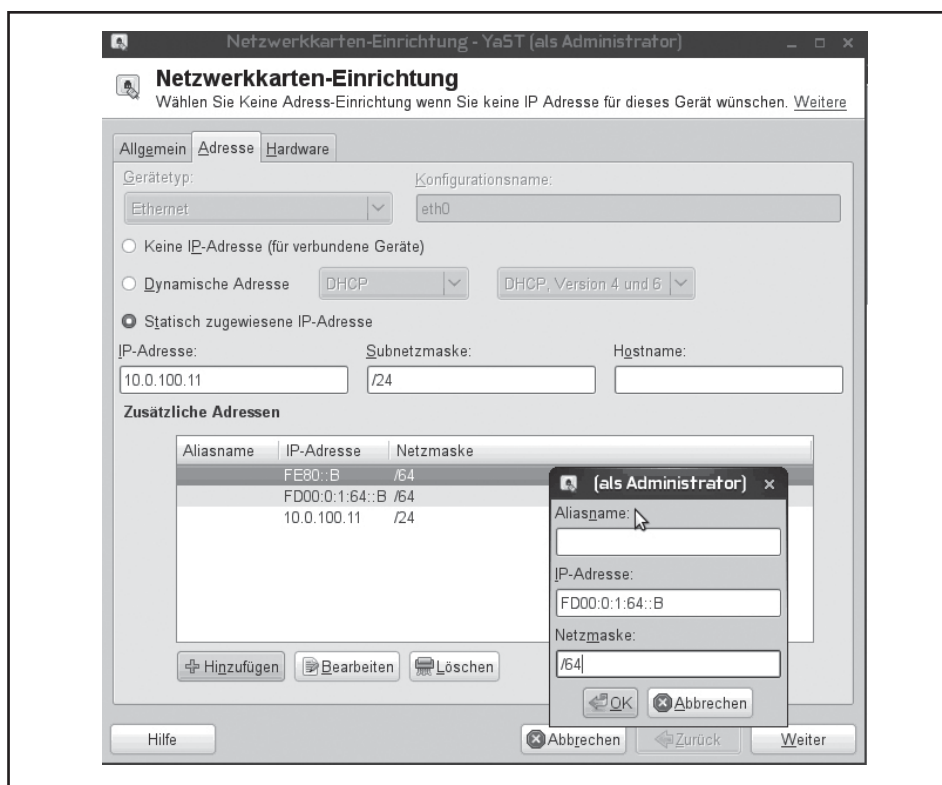 Netzwerkkarten-Einrichtung - YaST (als Administrator)
Netzwerkkarten-Einrichtung
Wählen Sie Keine Adress-Einrichtung wenn Sie keine IP Adresse für dieses Gerät wünschen. Weitere
Allgemein Adresse Hardware
Gerätetyp: Konfigurationsname:
Ethernet eth0
Keine IP-Adresse (für verbundene Geräte)
Dynamische Adresse DHCP DHCP, Version 4 und 6
Statisch zugewiesene IP-Adresse
IP-Adresse: Subnetzmaske: Hostname:
10.0.100.11 /24
Zusätzliche Adressen
Aliasname IP-Adresse Netzmaske
FE80::B /64
FD00:0:1:64::B /64
10.0.100.11 /24
Hinzufügen Bearbeiten Löschen
(als Administrator)
Aliasname:
IP-Adresse:
FD00:0:1:64::B
Netzmaske:
/64
OK Abbrechen
Hilfe Abbrechen Zurück Weiter